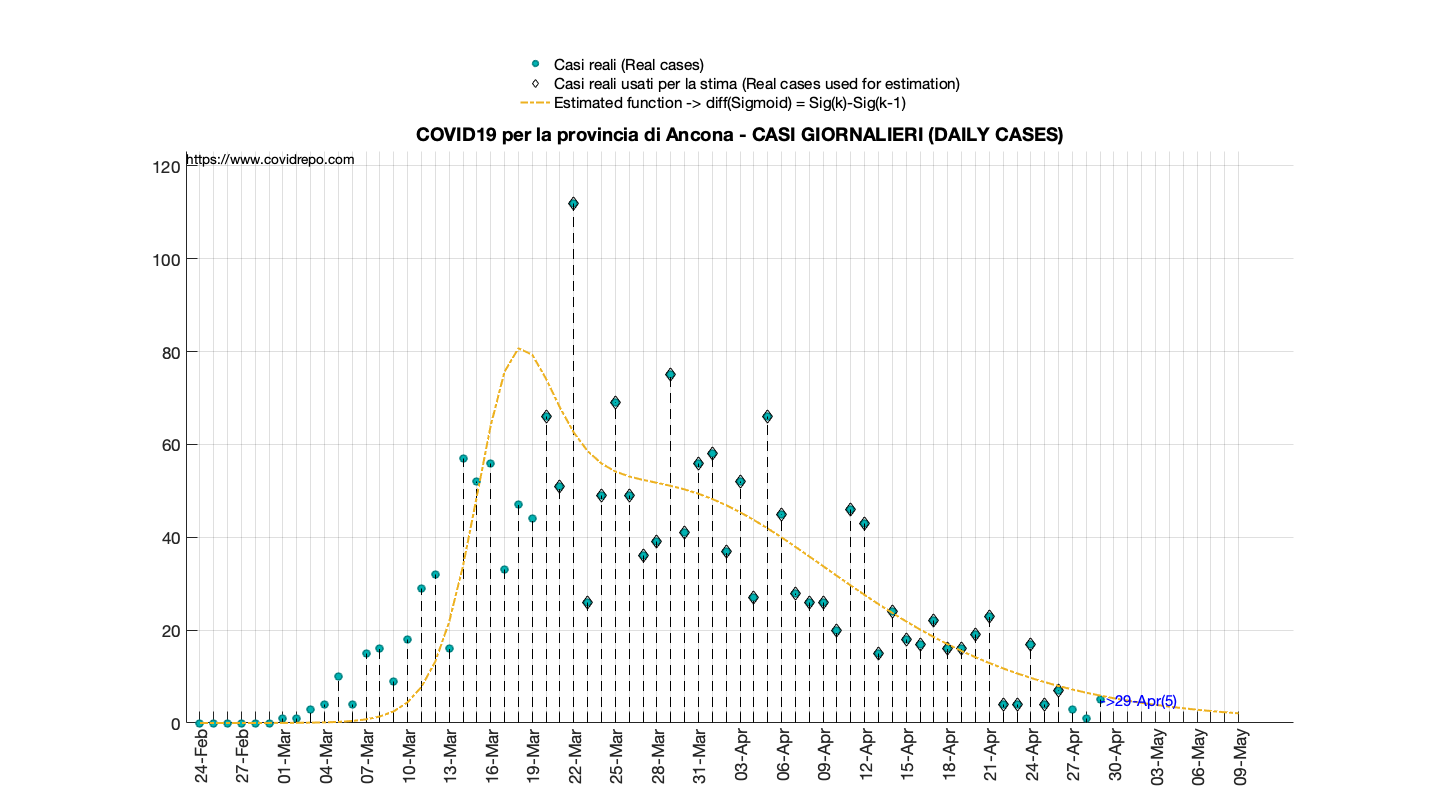 Casi reali (Real cases)
Casi reali usati per la stima (Real cases used for estimation)
Estimated function -> diff(Sigmoid) = Sig(k)-Sig(k-1)
COVID19 per la provincia di Ancona - CASI GIORNALIERI (DAILY CASES)
https://www.covidrepo.com
120
100
80
60
40
20
0
>29-Apr(5)
24-Feb
27-Feb
01-Mar
04-Mar
07-Mar
10-Mar
13-Mar
16-Mar
19-Mar
22-Mar
25-Mar
28-Mar
31-Mar
03-Apr
06-Apr
09-Apr
12-Apr
15-Apr
18-Apr
21-Apr
24-Apr
27-Apr
30-Apr
03-May
06-May
09-May